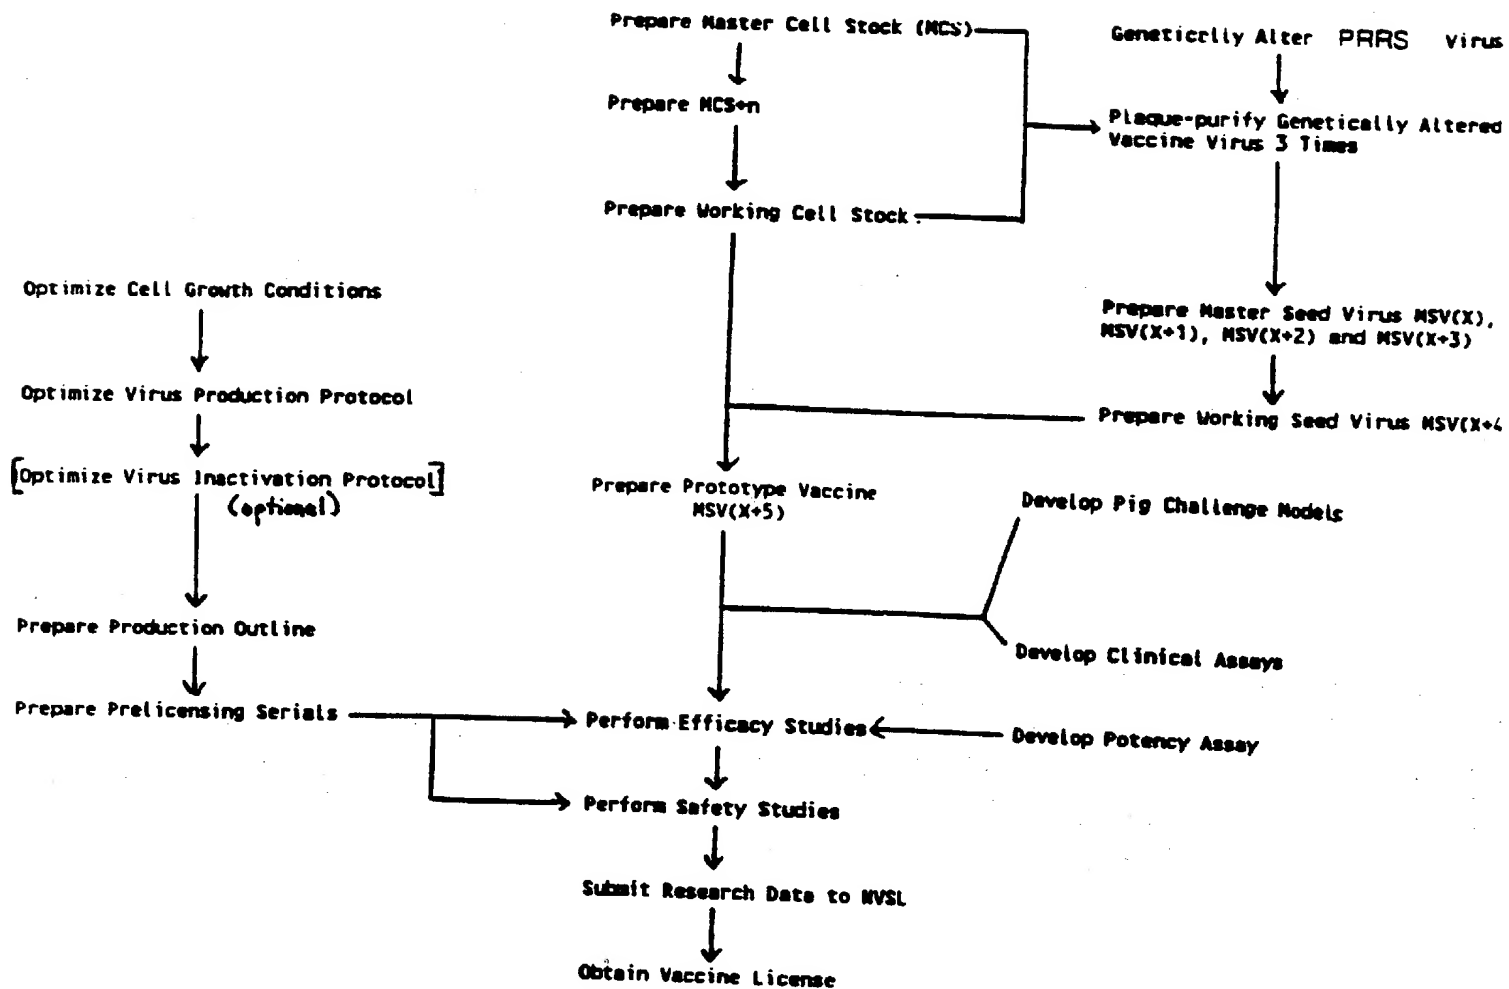 Prepare Master Cell Stock (MCS)
Geneticlly Alter PRRS Virus
Prepare MCS+n
Plaque-purify Genetically Altered
Vaccine Virus 3 Times
Prepare Working Cell Stock
Optimize Cell Growth Conditions
Prepare Master Seed Virus MSV(X),
MSV(X+1), MSV(X+2) and MSV(X+3)
Optimize Virus Production Protocol
Prepare Working Seed Virus MSV(X+4
[Optimize Virus Inactivation Protocol]
(optional)
Prepare Prototype Vaccine
MSV(X+5)
Develop Pig Challenge Models
Prepare Production Outline
Develop Clinical Assays
Prepare Prelicensing Serials
Perform Efficacy Studies
Develop Potency Assay
Perform Safety Studies
Submit Research Data to NVSL
Obtain Vaccine License